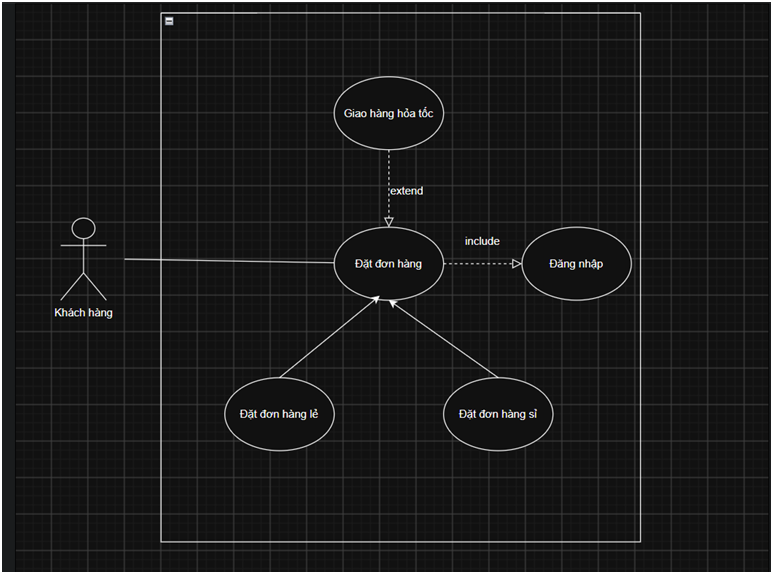 Giao hàng hỏa tốc
extend
include
Đặt đơn hàng
Đăng nhập
Khách hàng
Đặt đơn hàng lẻ
Đặt đơn hàng sỉ